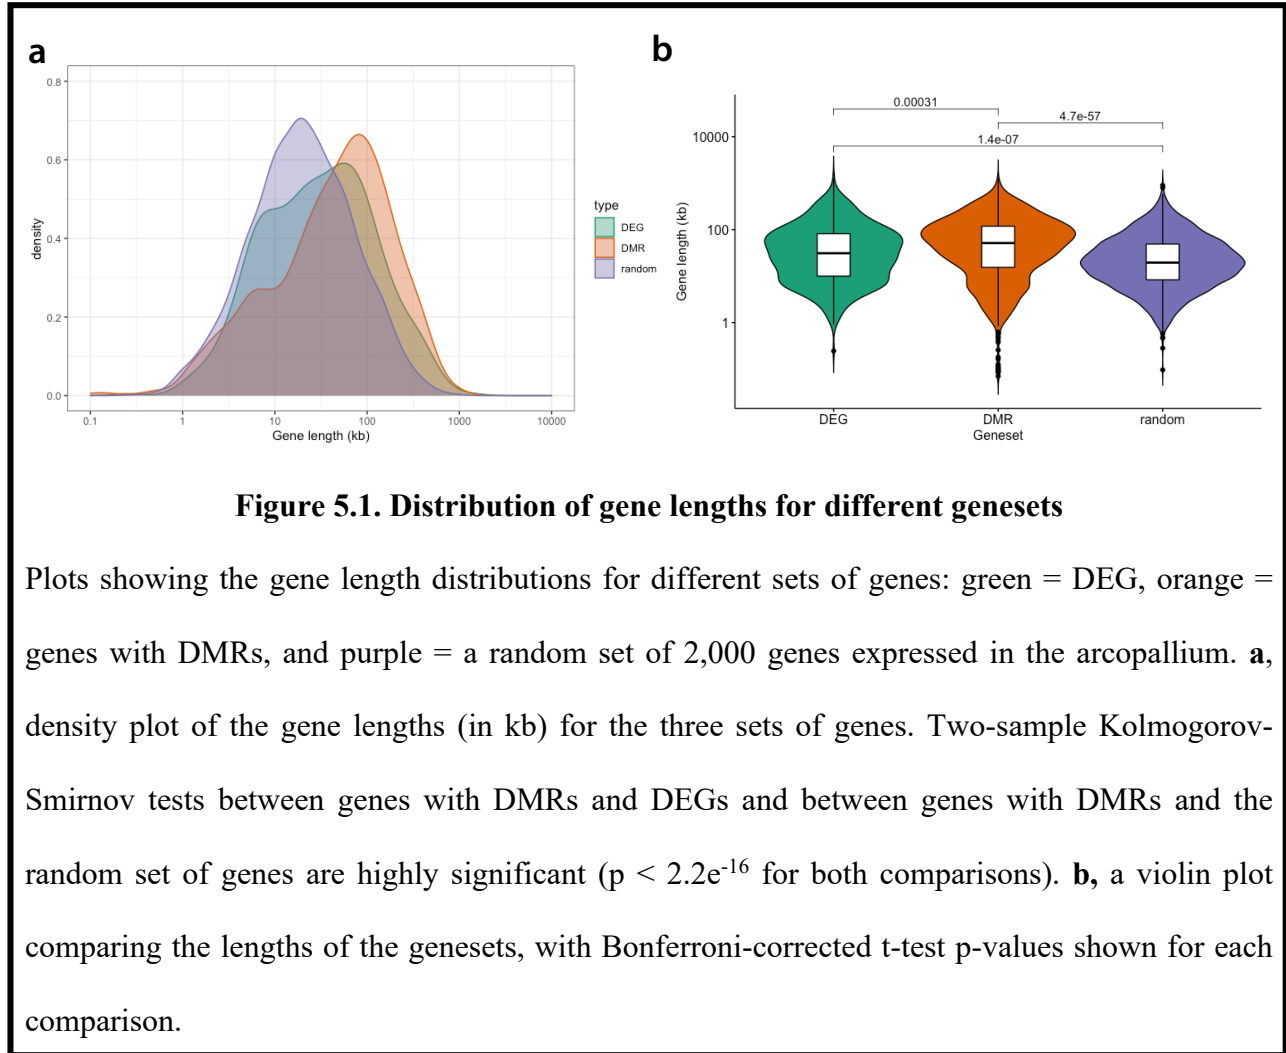 a
0.8
0.6
0.4
0.2
0.0
density
0.1 1 10 100 1000 10000
Gene length (kb)
type
DEG
DMR
random
b
0.00031
4.7e-57
1.4e-07
10000
100
1
Gene length (kb)
DEG DMR random
Geneset
Figure 5.1. Distribution of gene lengths for different genesets
Plots showing the gene length distributions for different sets of genes: green = DEG, orange =
genes with DMRs, and purple = a random set of 2,000 genes expressed in the arcopallium. a,
density plot of the gene lengths (in kb) for the three sets of genes. Two-sample Kolmogorov-
Smirnov tests between genes with DMRs and DEGs and between genes with DMRs and the
random set of genes are highly significant (p < 2.2e-16 for both comparisons). b, a violin plot
comparing the lengths of the genesets, with Bonferroni-corrected t-test p-values shown for each
comparison.